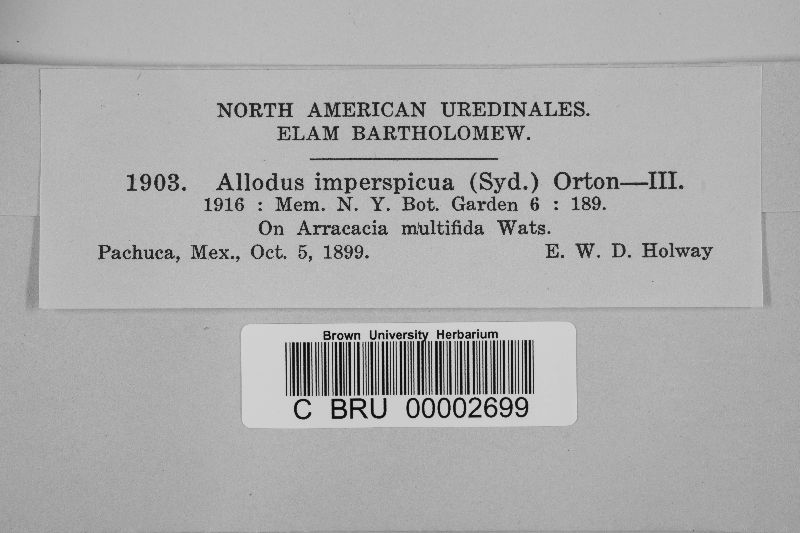 NORTH AMERICAN UREDINALES.
ELAM BARTHOLOMEW.
1903. Allodus imperspicua (Syd.) Orton—III.
1916 : Mem. N. Y. Bot. Garden 6 : 189.
On Arracacia multifida Wats.
Pachuca, Mex., Oct. 5, 1899. E. W. D. Holway
Brown University Herbarium
C BRU 00002699